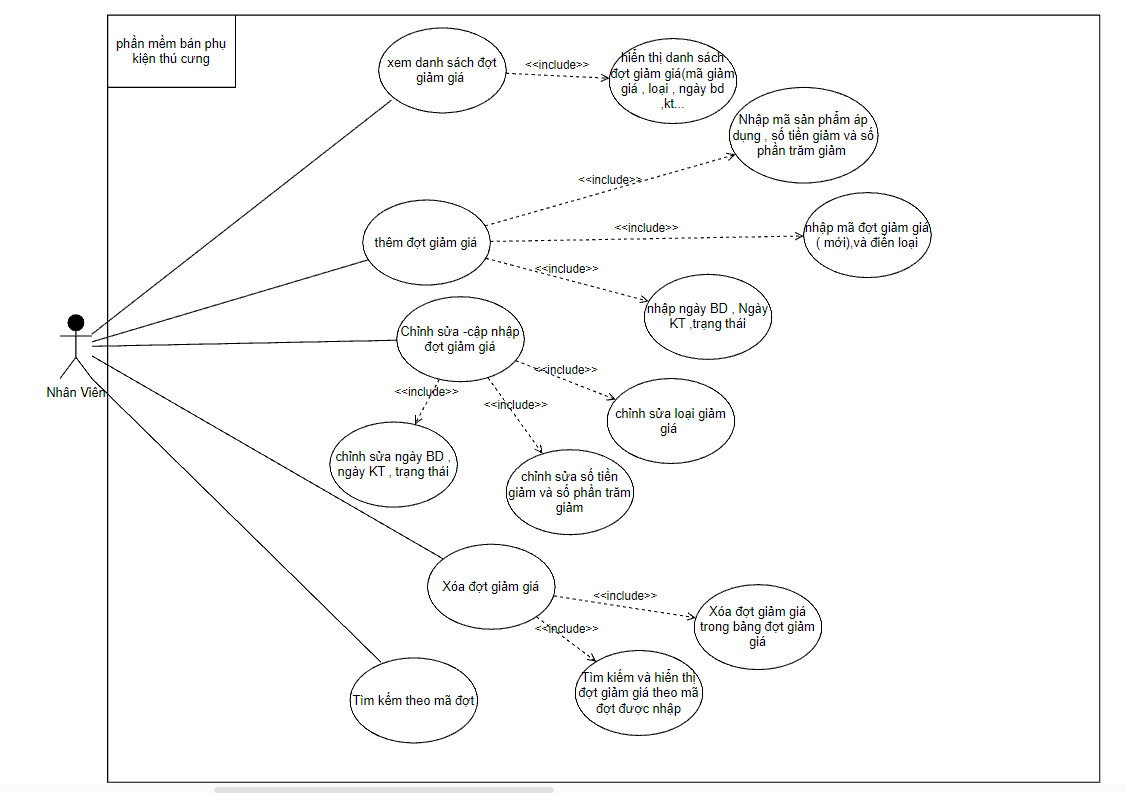 phần mềm bán phụ
kiện thú cưng
xem danh sách đợt
giảm giá
<<include>>
hiển thị danh sách
đợt giảm giá(mã giảm
giá , loại , ngày bd
,kt...
Nhập mã sản phẩm áp
dụng , số tiền giảm và số
phần trăm giảm
<<include>>
thêm đợt giảm giá
<<include>>
nhập mã đợt giảm giá
( mới),và điền loại
<<include>>
nhập ngày BD , Ngày
KT ,trạng thái
Nhân Viên
Chỉnh sửa -cập nhập
đợt giảm giá
<<include>>
<<include>>
<<include>>
chỉnh sửa loại giảm
giá
chỉnh sửa ngày BD ,
ngày KT , trạng thái
chỉnh sửa số tiền
giảm và số phần trăm
giảm
Xóa đợt giảm giá
<<include>>
Xóa đợt giảm giá
trong bảng đợt giảm
giá
<<include>>
Tìm kiếm và hiển thị
đợt giảm giá theo mã
đợt được nhập
Tìm kếm theo mã đợt